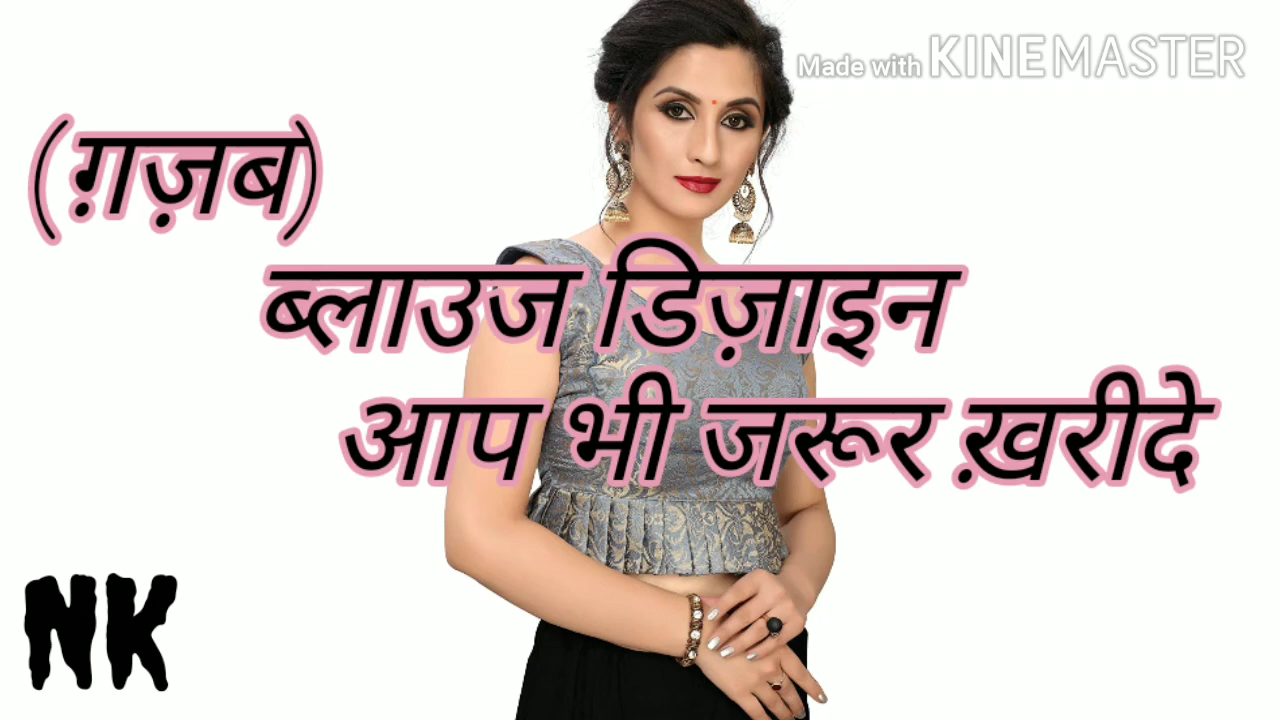 Made with KINEMASTER
(ग़ज़ब)
ब्लाउज डिज़ाइन
आप भी जरूर ख़रीदे
NK